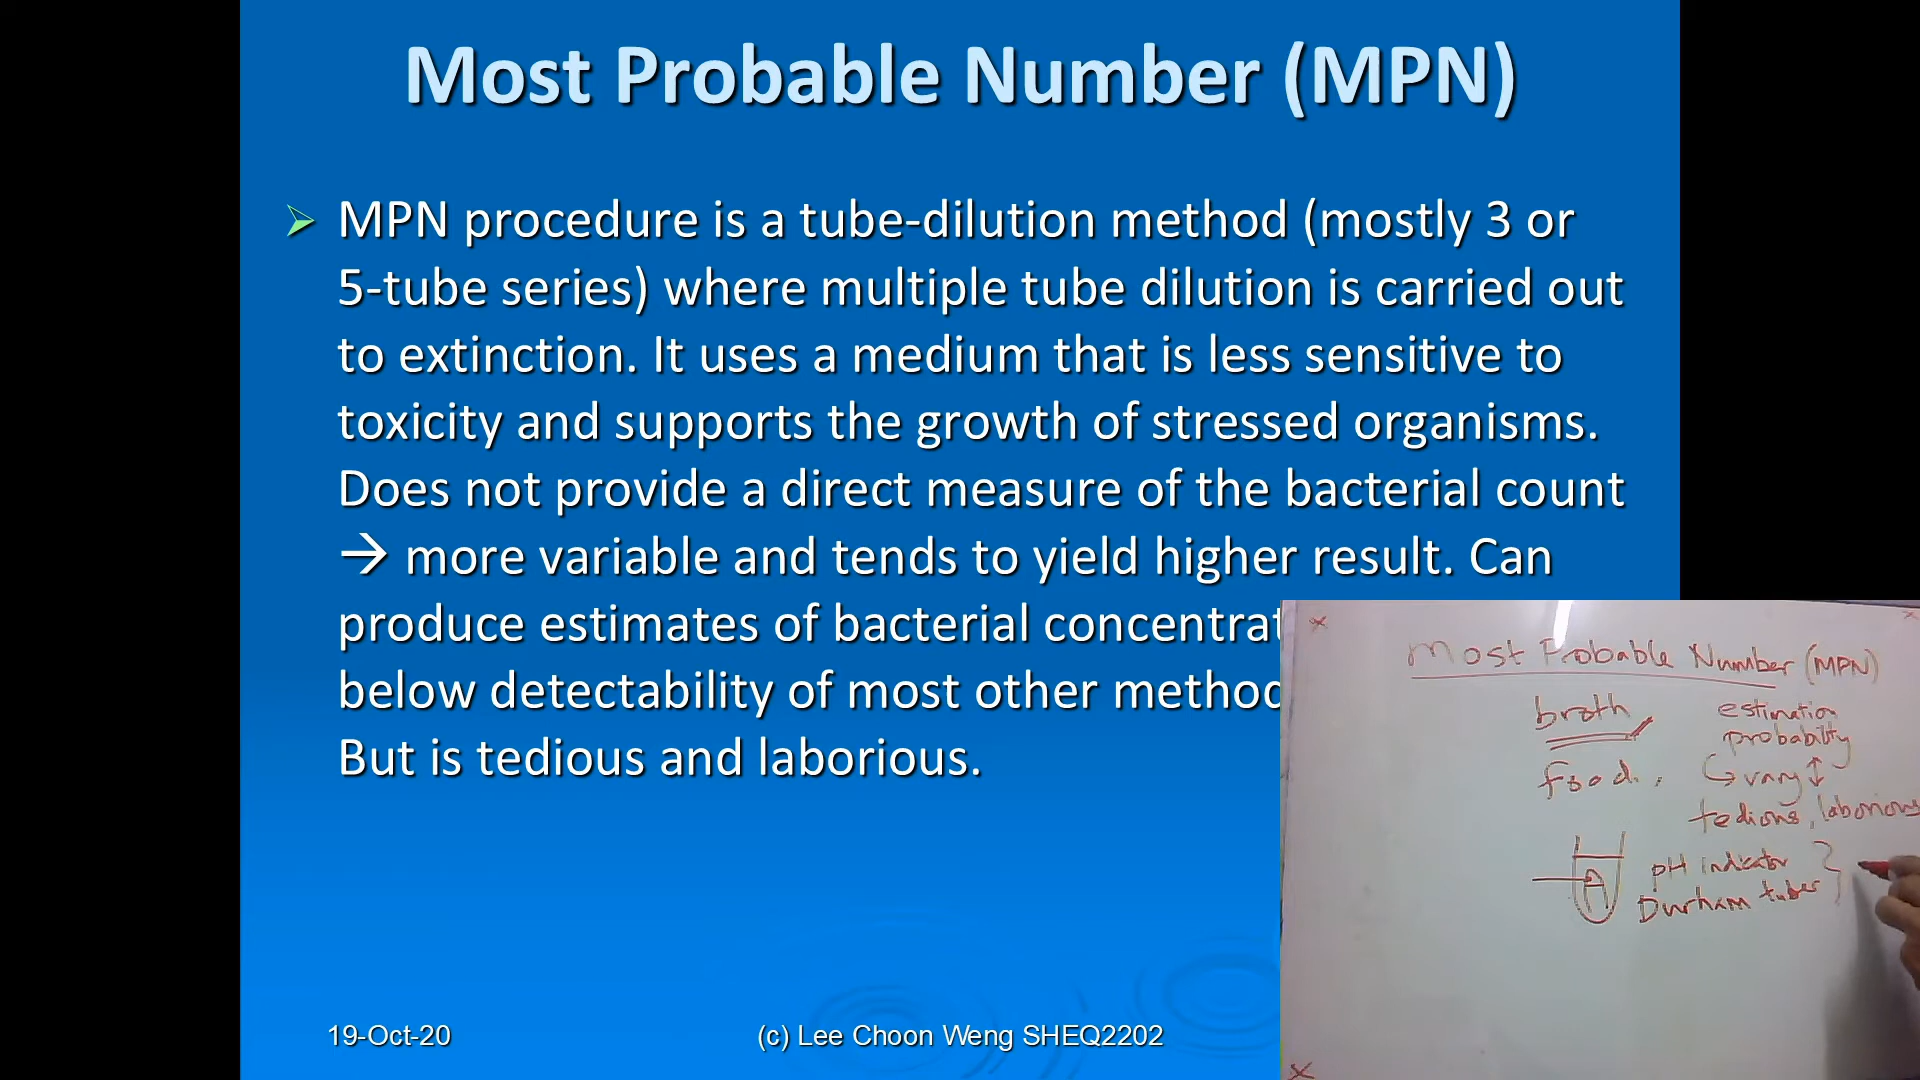 Most Probable Number (MPN)
➢ MPN procedure is a tube-dilution method (mostly 3 or
5-tube series) where multiple tube dilution is carried out
to extinction. It uses a medium that is less sensitive to
toxicity and supports the growth of stressed organisms.
Does not provide a direct measure of the bacterial count
→ more variable and tends to yield higher result. Can
produce estimates of bacterial concentrat
below detectability of most other method
But is tedious and laborious.
19-Oct-20
(c) Lee Choon Weng SHEQ2202
Most Probable Number (MPN)
broth
food.,
estimation
probability
vary
tedious, laborious
pH indicator
Durham tubes